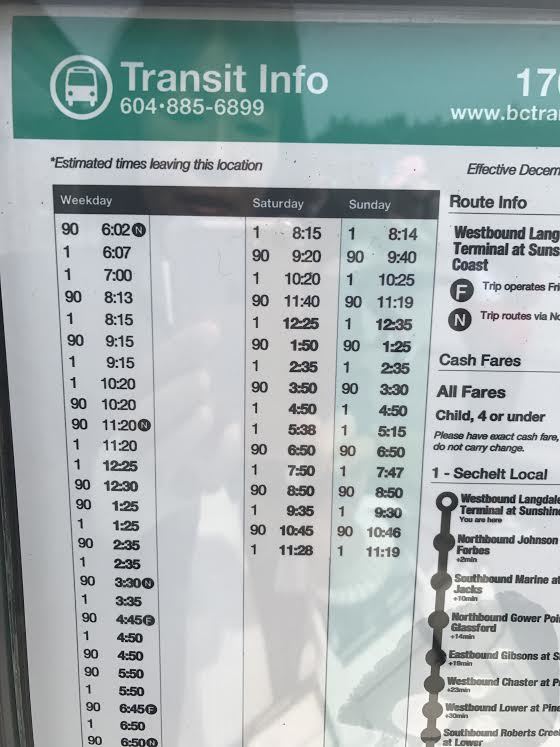 Transit Info
604•885-6899
www.bctra
*Estimated times leaving this location
Effective Decem
Weekday
90 6:02 N
1 6:07
1 7:00
90 8:13
1 8:15
90 9:15
1 9:15
1 10:20
90 10:20
90 11:20 N
1 11:20
1 12:25
90 12:30
90 1:25
1 1:25
90 2:35
1 2:35
90 3:30 N
1 3:35
90 4:45 F
1 4:50
90 4:50
90 5:50
1 5:50
90 6:45 F
1 6:50
90 6:50 N
Saturday
1 8:15
90 9:20
1 10:20
90 11:40
1 12:25
90 1:50
1 2:35
90 3:50
1 4:50
1 5:38
90 6:50
1 7:50
90 8:50
1 9:35
90 10:45
1 11:28
Sunday
1 8:14
90 9:40
1 10:25
90 11:19
1 12:35
90 1:25
1 2:35
90 3:30
1 4:50
1 5:15
90 6:50
1 7:47
90 8:50
1 9:30
90 10:46
1 11:19
Route Info
Westbound Lang
Terminal at Suns
Coast
F Trip operates Fri
N Trip routes via No
Cash Fares
All Fares
Child, 4 or under
Please have exact cash fare,
do not carry change.
1 - Sechelt Local
Westbound Langdale
Terminal at Sunshine
You are here
Northbound Johnson
Forbes
+2min
Southbound Marine at
Jacks
+10min
Northbound Gower Poi
Glassford
+14min
Eastbound Gibsons at S
+19min
Westbound Chaster at P
+23min
Westbound Lower at Pine
+30min
Southbound Roberts Cree
at Lower